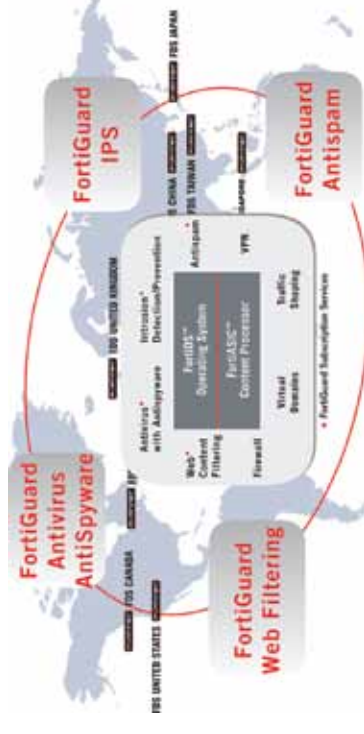 FortiGuard
Antivirus
AntiSpyware
FortiGuard
IPS
FDS UNITED KINGDOM
FDS CANADA
FDS UNITED STATES
CHINA
FDS JAPAN
FDS TAIWAN
Antivirus*
with Antispyware
Intrusion*
Detection/Prevention
Web*
Content
Filtering
FortiOS™
Operating System
FortiASIC™
Content Processor
Antispam*
Firewall
VPN
Virtual
Domains
Traffic
Shaping
* FortiGuard Subscription Services
FortiGuard
Web Filtering
FortiGuard
Antispam